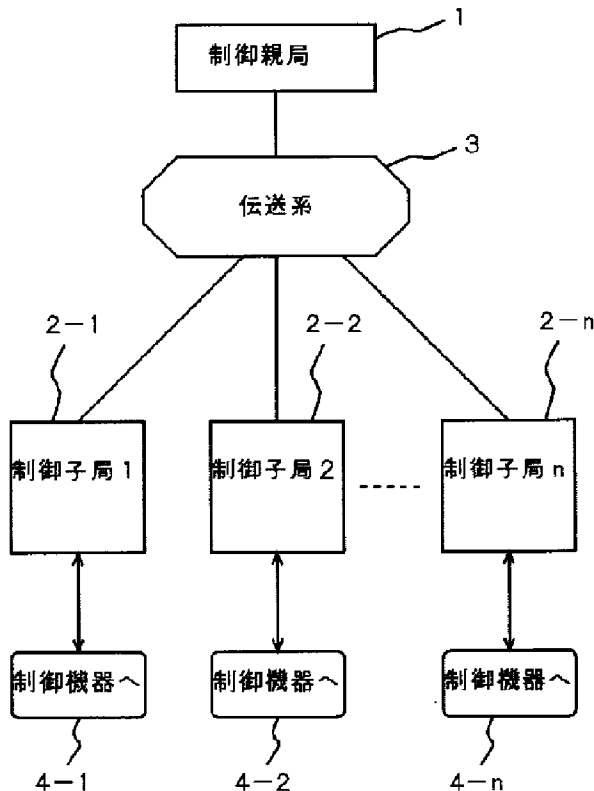 1
制御親局
3
伝送系
2-1
2-2
2-n
制御子局1
制御子局2
制御子局n
制御機器へ
制御機器へ
制御機器へ
4-1
4-2
4-n